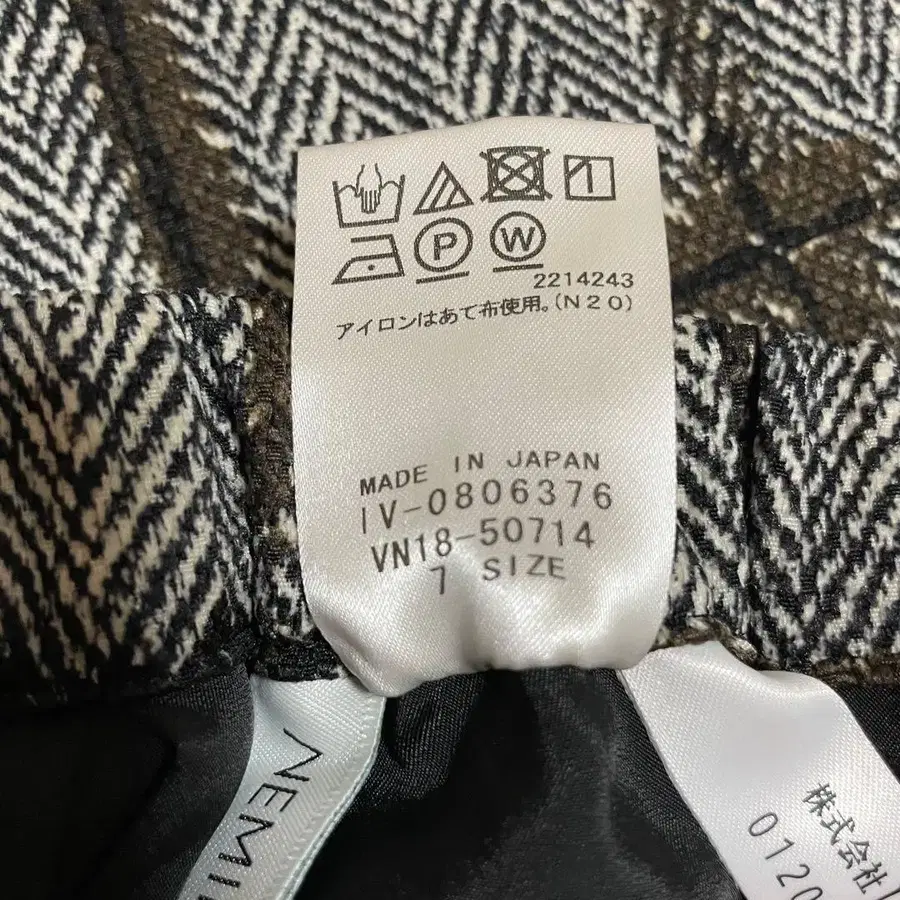 P W
2214243
アイロンはあて布使用。(N20)
MADE IN JAPAN
IV-0806376
VN18-50714
7 SIZE
NEMI
株式会社
0120